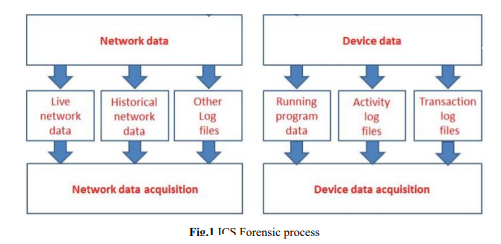 Network data
Device data
Live
network
data
Historical
network
data
Other
Log
files
Running
program
data
Activity
log
files
Transaction
log
files
Network data acquisition
Device data acquisition
Fig.1 ICS Forensic process